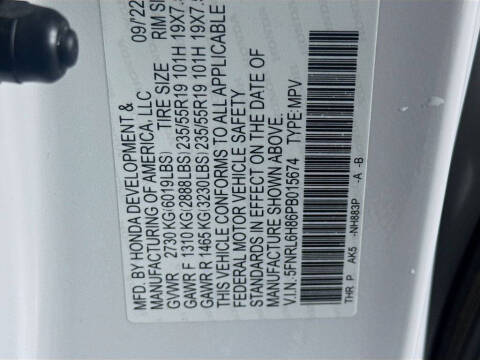 MFD.BY HONDA DEVELOPMENT & 09/22
MANUFACTURING OF AMERICA, LLC
GVWR 2730 KG(6019LBS) TIRE SIZE RIM SI
GAWR F 1310 KG(2888LBS)235/55R19 101H 19X7.
GAWR R 1465 KG(3230LBS)235/55R19 101H 19X7.
THIS VEHICLE CONFORMS TO ALL APPLICABLE
FEDERAL MOTOR VEHICLE SAFETY
STANDARDS IN EFFECT ON THE DATE OF
MANUFACTURE SHOWN ABOVE.
V.I.N. :5FNRL6H86PB015674 TYPE:MPV
THR P AK5 -NH883P -A -B